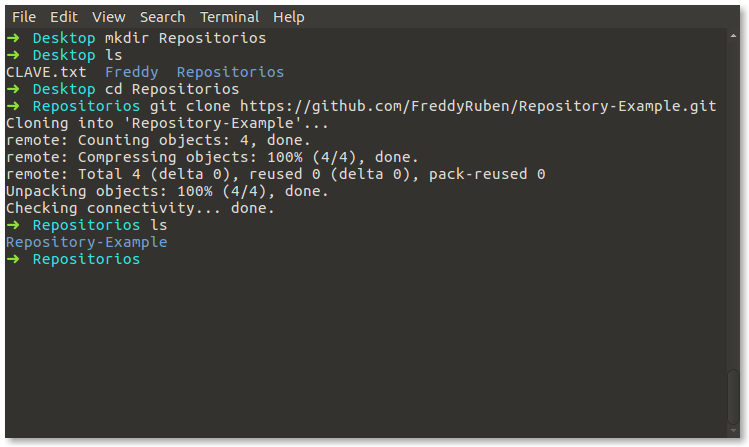 File Edit View Search Terminal Help
➜ Desktop mkdir Repositorios
➜ Desktop ls
CLAVE.txt Freddy Repositorios
➜ Desktop cd Repositorios
➜ Repositorios git clone https://github.com/FreddyRuben/Repository-Example.git
Cloning into 'Repository-Example'...
remote: Counting objects: 4, done.
remote: Compressing objects: 100% (4/4), done.
remote: Total 4 (delta 0), reused 0 (delta 0), pack-reused 0
Unpacking objects: 100% (4/4), done.
Checking connectivity... done.
➜ Repositorios ls
Repository-Example
➜ Repositorios